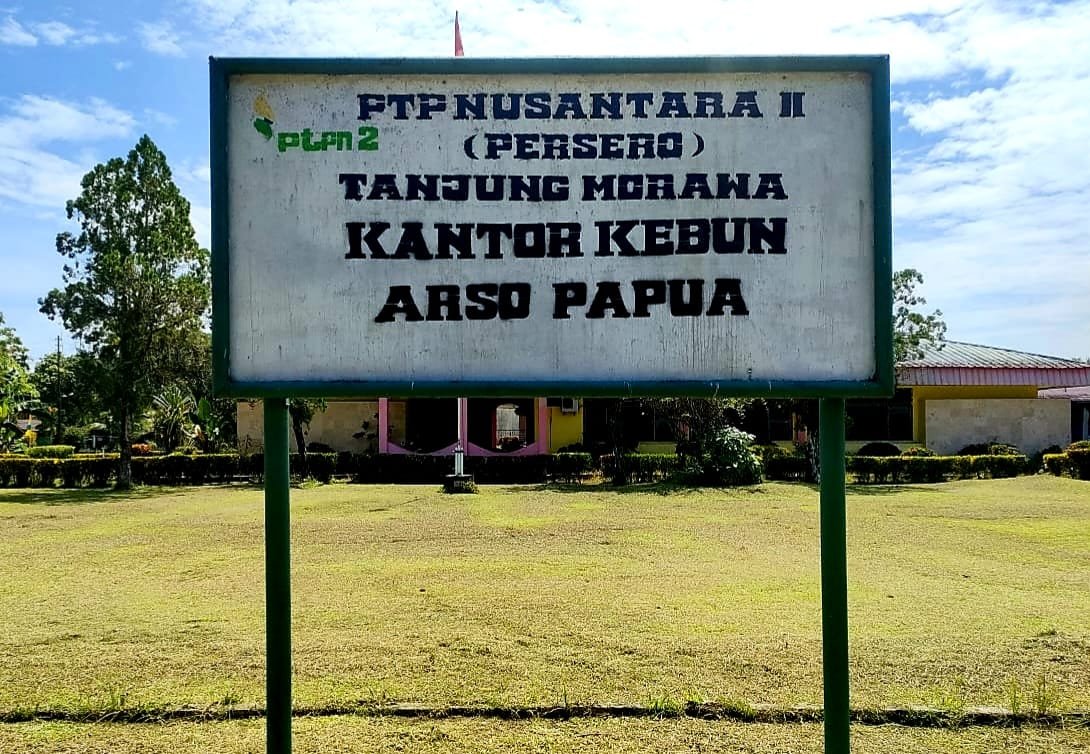 PTP NUSANTARA II
ptpn 2
(PERSERO)
TANJUNG MORAWA
KANTOR KEBUN
ARSO PAPUA